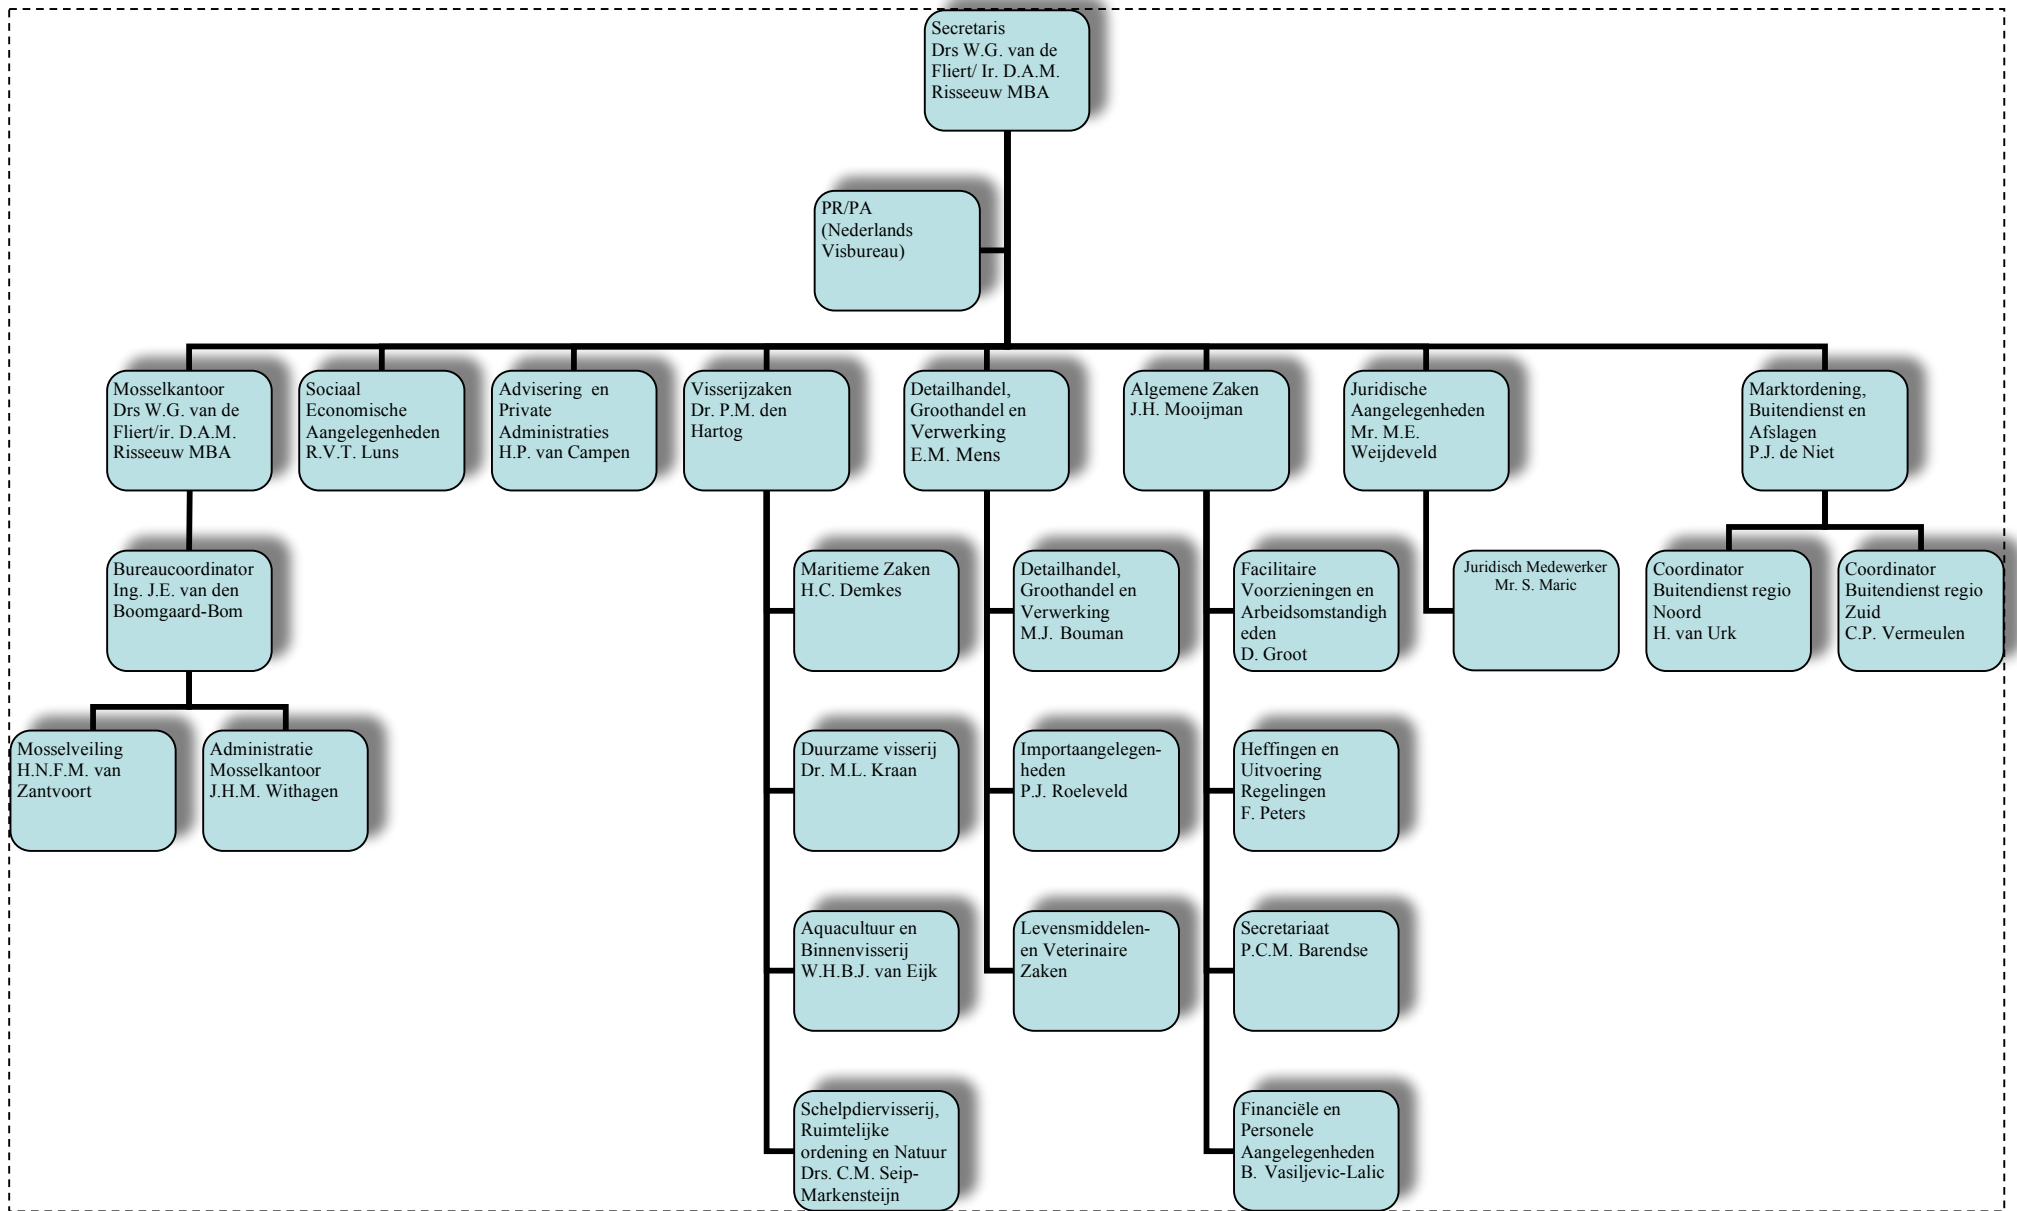 Secretaris
Drs W.G. van de
Fliert/ Ir. D.A.M.
Risseeuw MBA
PR/PA
(Nederlands
Visbureau)
Mosselkantoor
Drs W.G. van de
Fliert/ir. D.A.M.
Risseeuw MBA
Sociaal
Economische
Aangelegenheden
R.V.T. Luns
Advisering en
Private
Administraties
H.P. van Campen
Visserijzaken
Dr. P.M. den
Hartog
Detailhandel,
Groothandel en
Verwerking
E.M. Mens
Algemene Zaken
J.H. Mooijman
Juridische
Aangelegenheden
Mr. M.E.
Weijdeveld
Marktordening,
Buitendienst en
Afslagen
P.J. de Niet
Bureaucoordinator
Ing. J.E. van den
Boomgaard-Bom
Maritieme Zaken
H.C. Demkes
Detailhandel,
Groothandel en
Verwerking
M.J. Bouman
Facilitaire
Voorzieningen en
Arbeidsomstandigh
eden
D. Groot
Juridisch Medewerker
Mr. S. Maric
Coordinator
Buitendienst regio
Noord
H. van Urk
Coordinator
Buitendienst regio
Zuid
C.P. Vermeulen
Mosselveiling
H.N.F.M. van
Zantvoort
Administratie
Mosselkantoor
J.H.M. Withagen
Duurzame visserij
Dr. M.L. Kraan
Importaangelegen-
heden
P.J. Roeleveld
Heffingen en
Uitvoering
Regelingen
F. Peters
Aquacultuur en
Binnenvisserij
W.H.B.J. van Eijk
Levensmiddelen-
en Veterinaire
Zaken
Secretariaat
P.C.M. Barendse
Schelpdiervisserij,
Ruimtelijke
ordening en Natuur
Drs. C.M. Seip-
Markensteijn
Financiële en
Personele
Aangelegenheden
B. Vasiljevic-Lalic